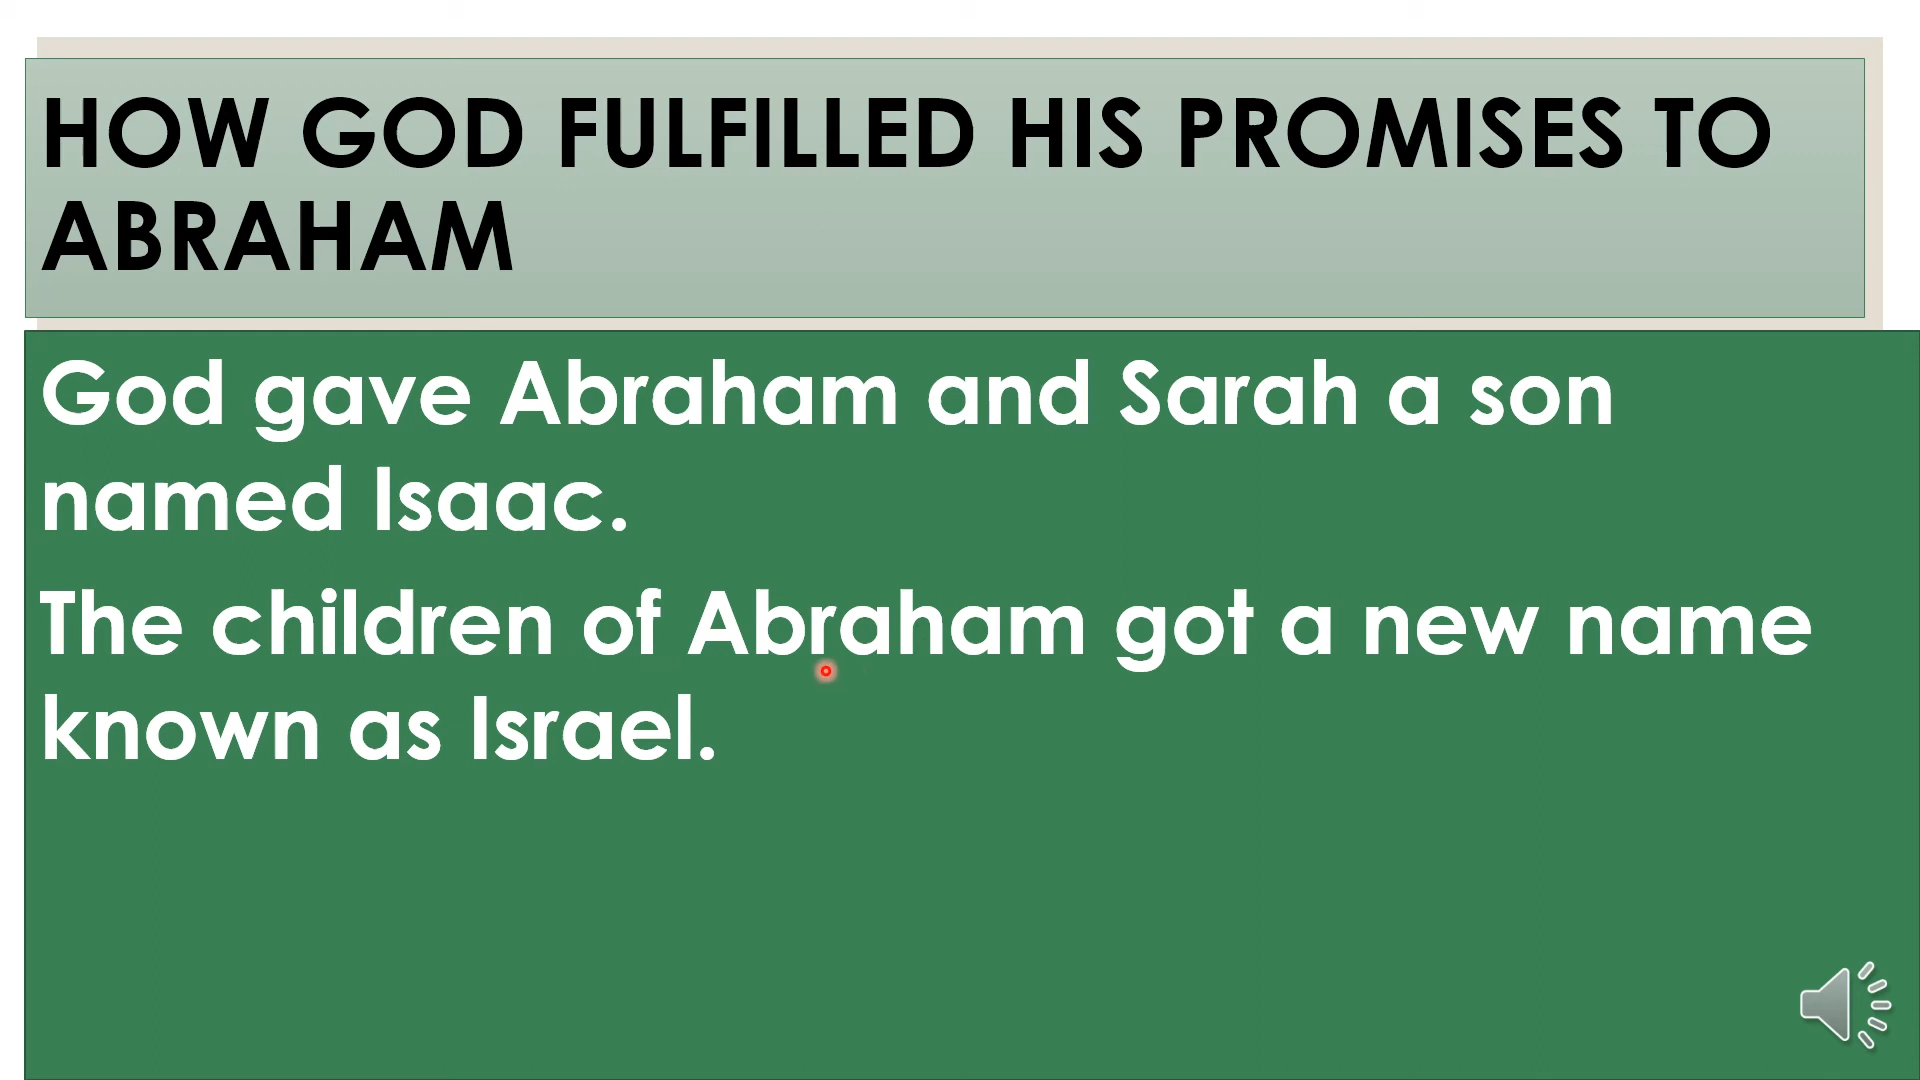 HOW GOD FULFILLED HIS PROMISES TO
ABRAHAM
God gave Abraham and Sarah a son
named Isaac.
The children of Abraham got a new name
known as Israel.